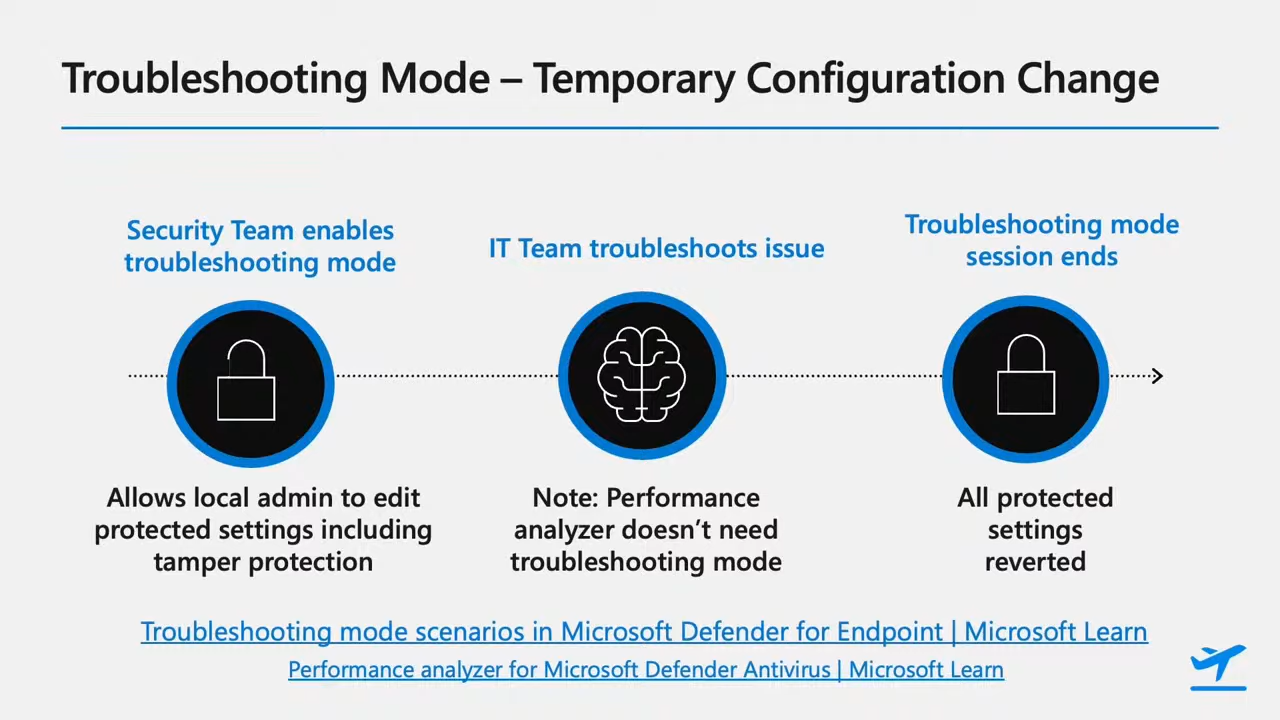 Troubleshooting Mode – Temporary Configuration Change
Security Team enables
troubleshooting mode
IT Team troubleshoots issue
Troubleshooting mode
session ends
Allows local admin to edit
protected settings including
tamper protection
Note: Performance
analyzer doesn’t need
troubleshooting mode
All protected
settings
reverted
Troubleshooting mode scenarios in Microsoft Defender for Endpoint | Microsoft Learn
Performance analyzer for Microsoft Defender Antivirus | Microsoft Learn